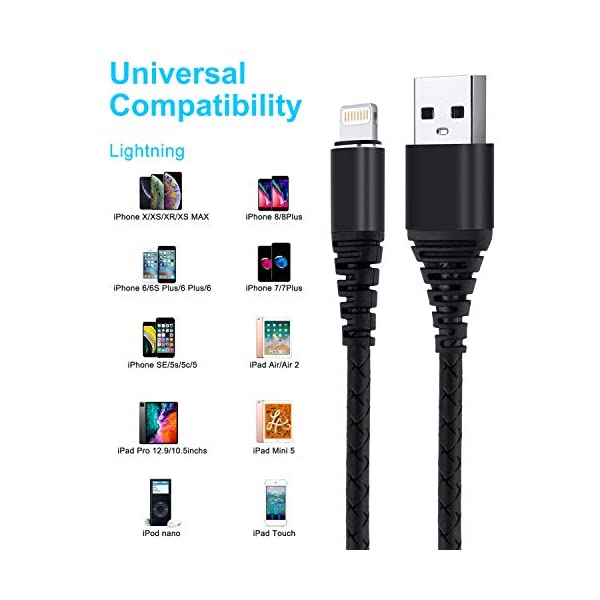 Universal
Compatibility
Lightning
iPhone X/XS/XR/XS MAX
iPhone 8/8Plus
iPhone 6/6S Plus/6 Plus/6
iPhone 7/7Plus
iPhone SE/5s/5c/5
iPad Air/Air 2
iPad Pro 12.9/10.5inchs
iPad Mini 5
iPod nano
iPad Touch